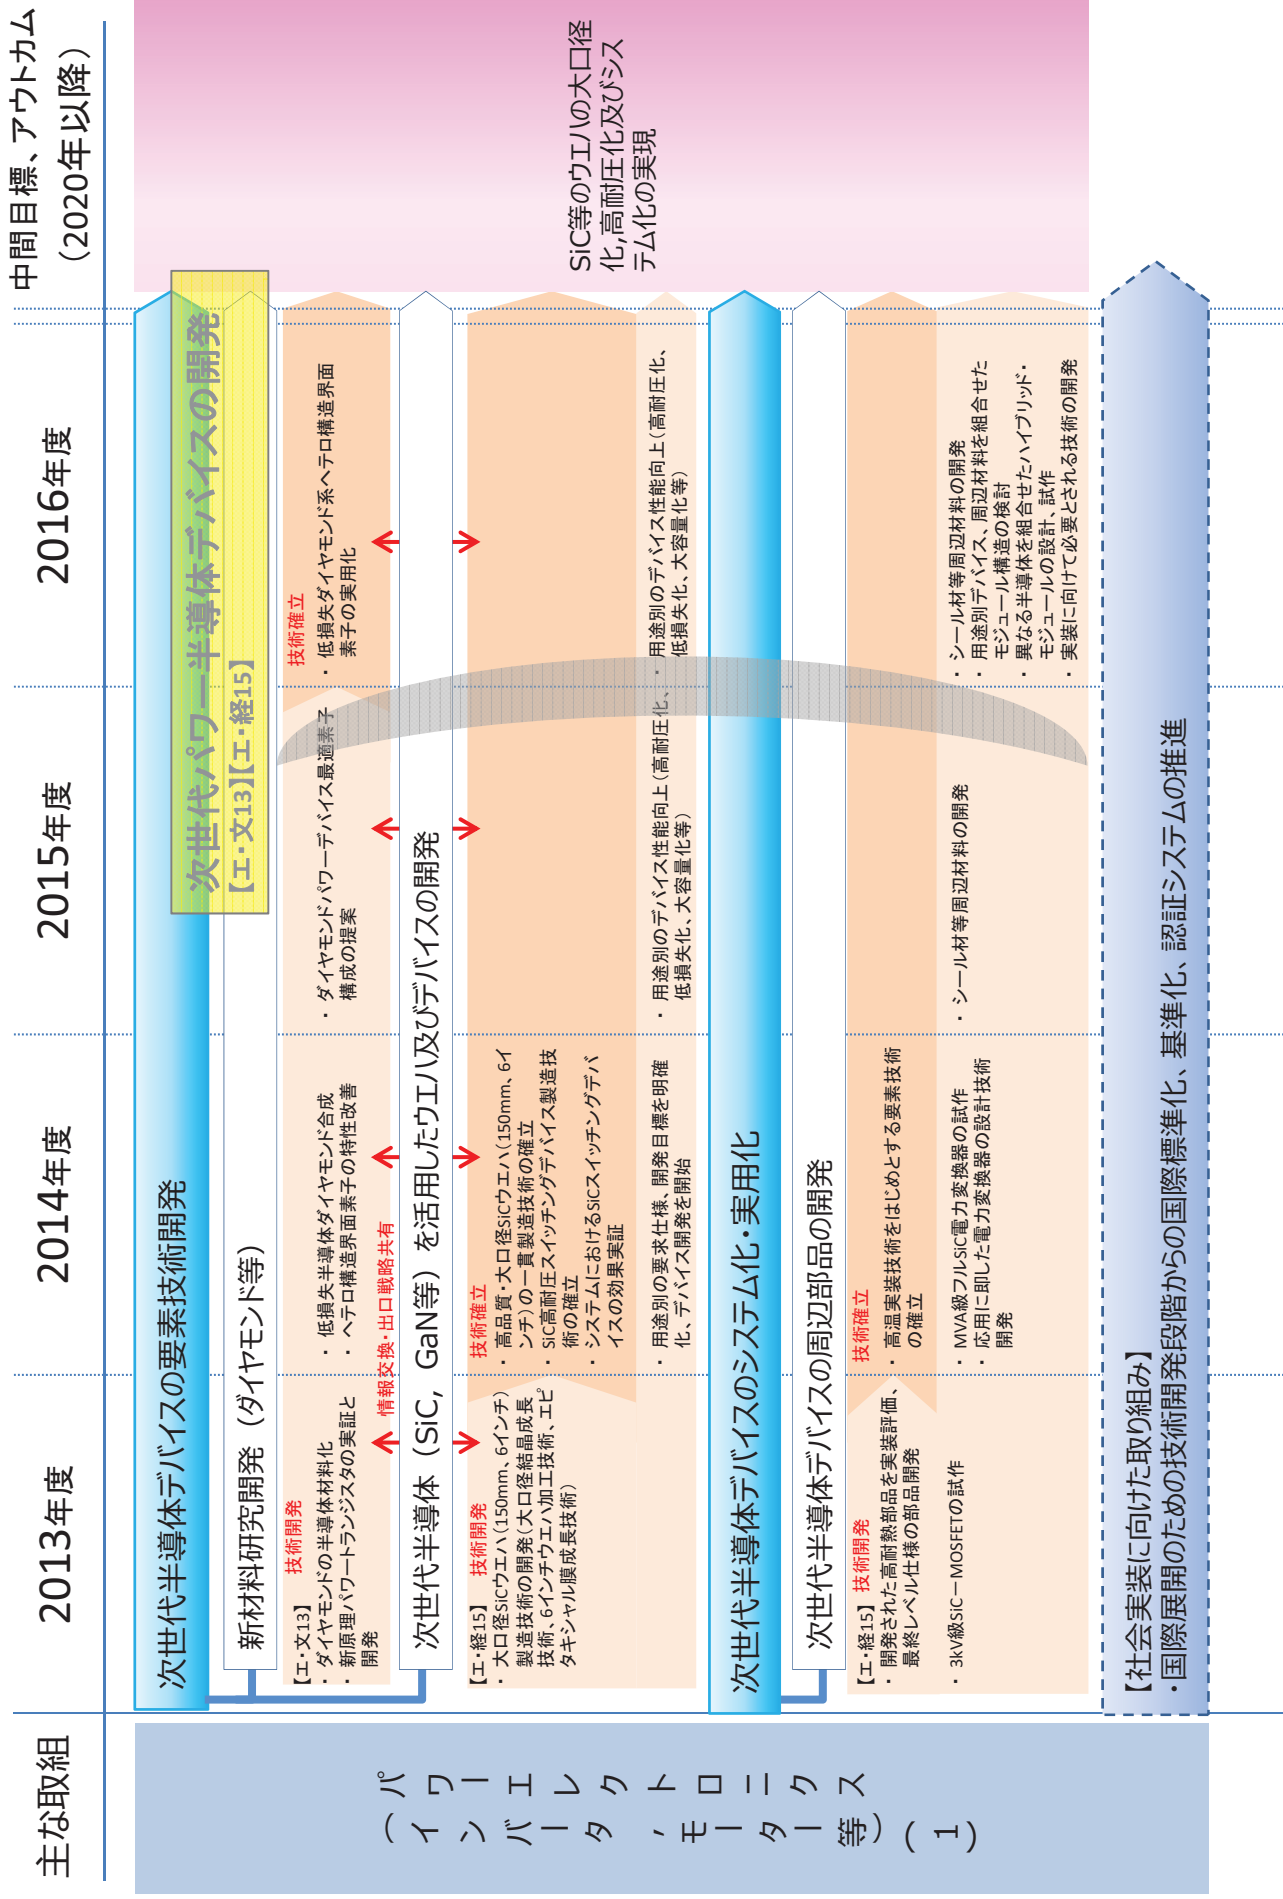 主な取組
2013年度
2014年度
2015年度
2016年度
中間目標、アウトカム
(2020年以降)
パワーエレクトロニクス
(インバータ,モーター等)(1)
次世代半導体デバイスの要素技術開発
次世代パワー半導体デバイスの開発
【エ・文13】【エ・経15】
新材料研究開発(ダイヤモンド等)
【エ・文13】
技術開発
・ダイヤモンドの半導体材料化
・新原理パワートランジスタの実証と
開発
・低損失半導体ダイヤモンド合成
・ヘテロ構造界面素子の特性改善
・ダイヤモンドパワーデバイス最適素子
構成の提案
技術確立
・低損失ダイヤモンド系ヘテロ構造界面
素子の実用化
情報交換・出口戦略共有
次世代半導体(SiC, GaN等)を活用したウエハ及びデバイスの開発
【エ・経15】 技術開発
・大口径SiCウエハ(150mm、6インチ)
製造技術の開発(大口径結晶成長
技術、6インチウエハ加工技術、エピ
タキシャル膜成長技術)
技術確立
・高品質・大口径SiCウエハ(150mm、6イ
ンチ)の一貫製造技術の確立
・SiC高耐圧スイッチングデバイス製造技
術の確立
・システムにおけるSiCスイッチングデバ
イスの効果実証
・用途別の要求仕様、開発目標を明確
化、デバイス開発を開始
・用途別のデバイス性能向上(高耐圧化、
低損失化、大容量化等)
・用途別のデバイス性能向上(高耐圧化、
低損失化、大容量化等)
SiC等のウエハの大口径
化,高耐圧化及びシス
テム化の実現
次世代半導体デバイスのシステム化・実用化
次世代半導体デバイスの周辺部品の開発
【エ・経15】 技術開発
・開発された高耐熱部品を実装評価、
最終レベル仕様の部品開発
・3kV級SiC－MOSFETの試作
技術確立
・高温実装技術をはじめとする要素技術
の確立
・MVA級フルSiC電力変換器の試作
・応用に即した電力変換器の設計技術
開発
・シール材等周辺材料の開発
・シール材等周辺材料の開発
・用途別デバイス、周辺材料を組合せた
モジュール構造の検討
・異なる半導体を組合せたハイブリッド・
モジュールの設計、試作
・実装に向けて必要とされる技術の開発
【社会実装に向けた取り組み】
・国際展開のための技術開発段階からの国際標準化、基準化、認証システムの推進